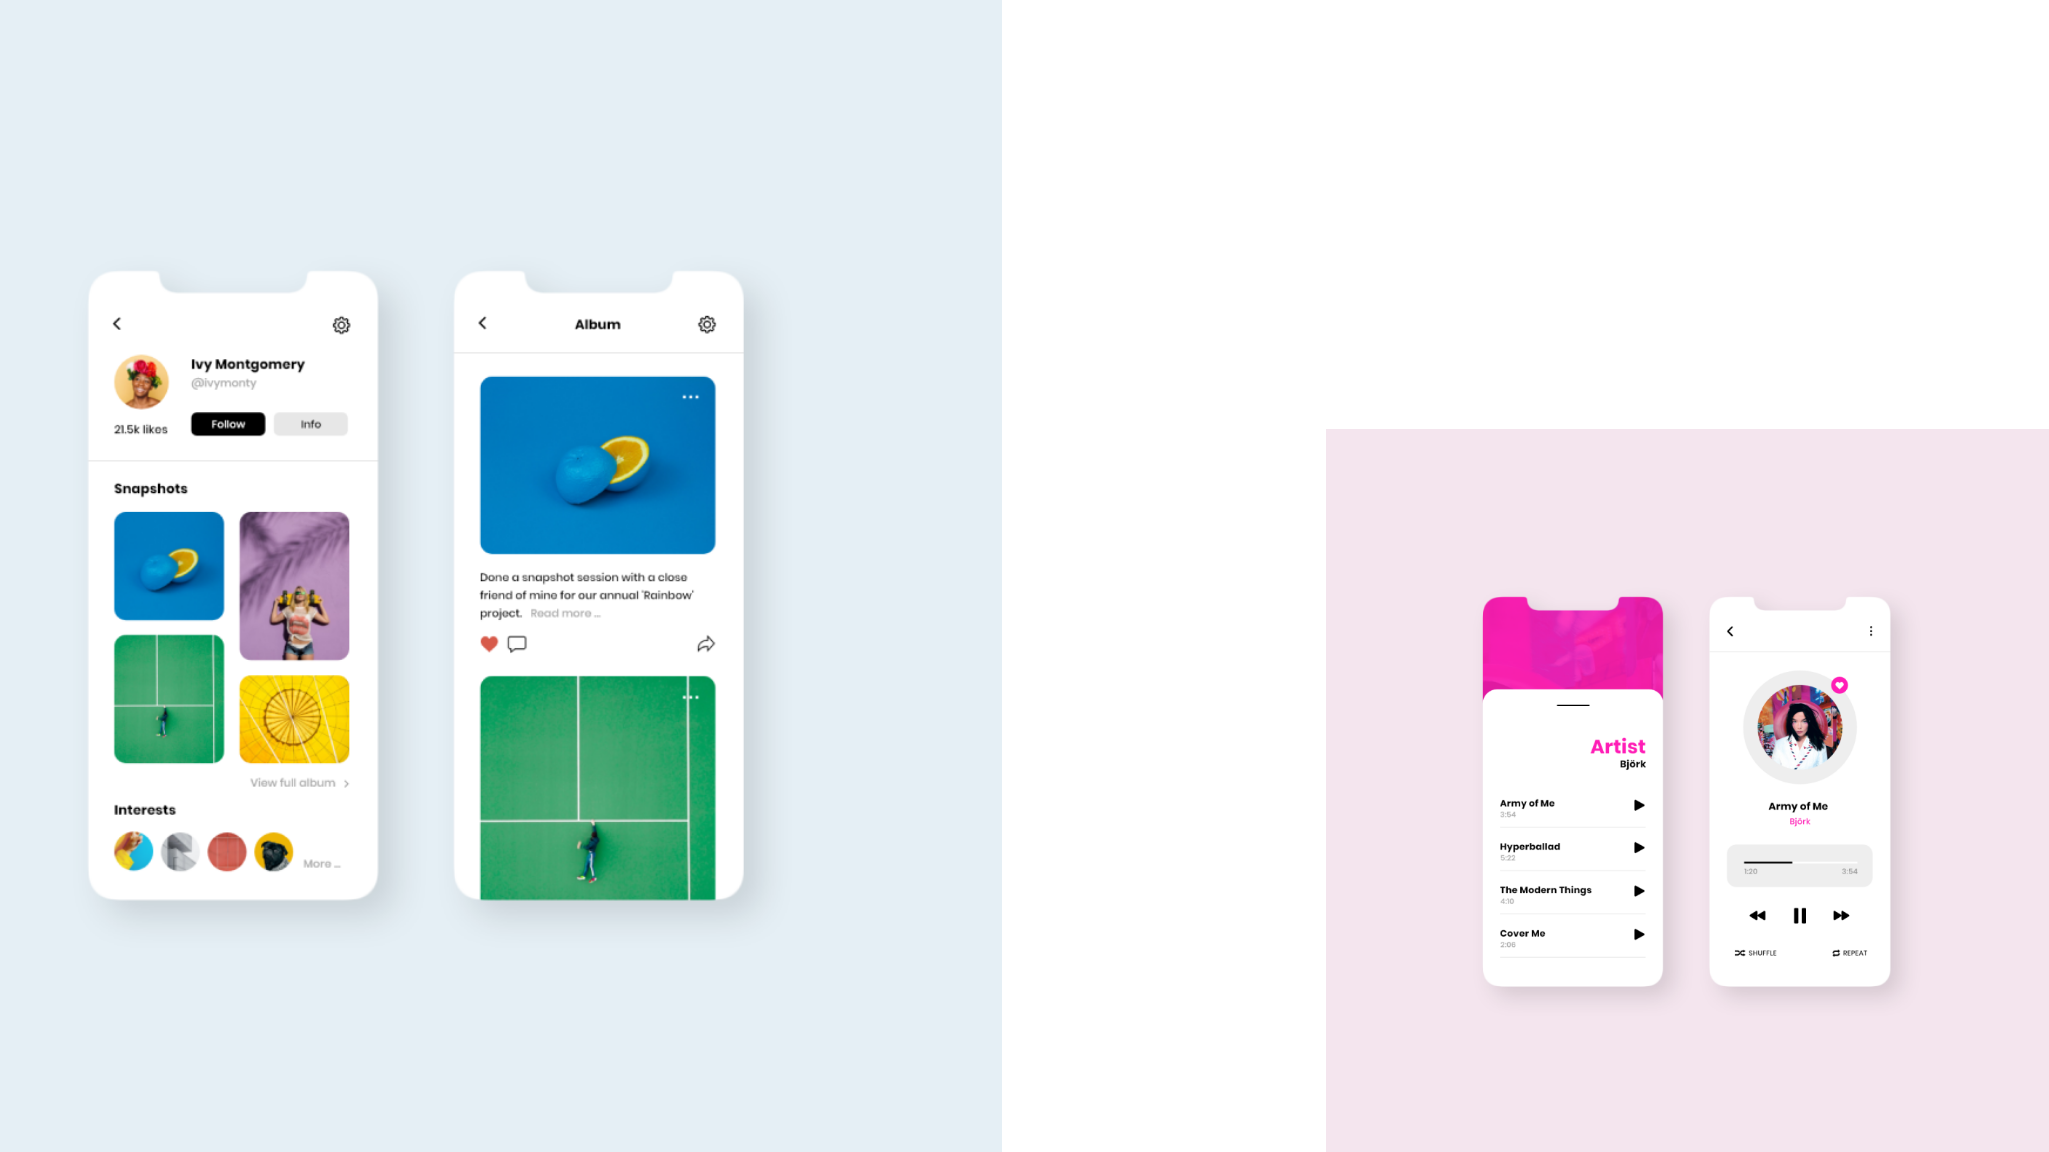 Ivy Montgomery
@ivymonty
21.5k likes
Follow
Info
Snapshots
View full album
Interests
More ...
Album
Done a snapshot session with a close
friend of mine for our annual 'Rainbow'
project. Read more ...
Artist
Björk
Army of Me
3:54
Hyperballad
5:22
The Modern Things
4:10
Cover Me
2:06
Army of Me
Björk
1:20 3:54
SHUFFLE REPEAT